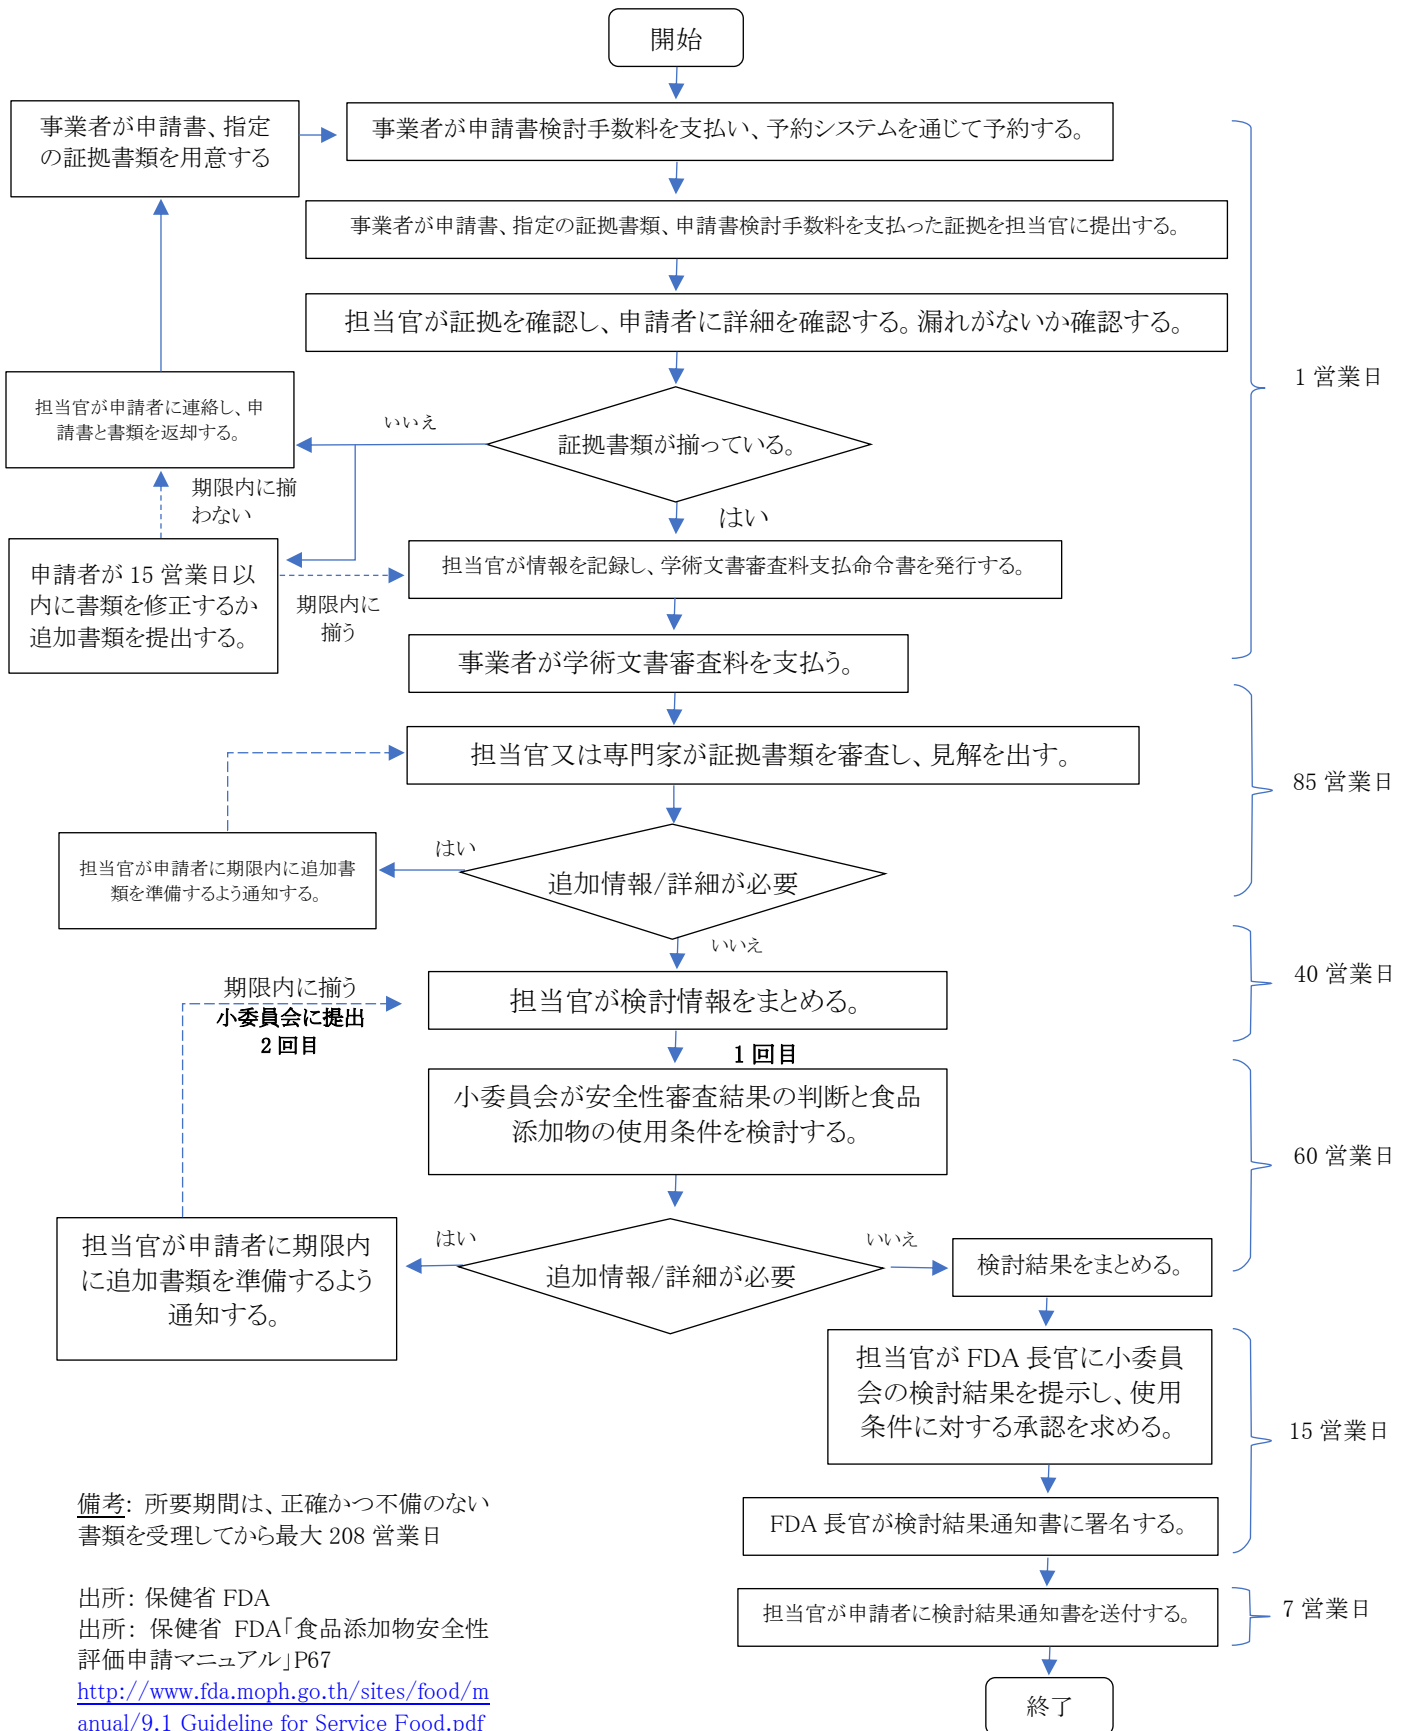 開始
事業者が申請書、指定
の証拠書類を用意する
事業者が申請書検討手数料を支払い、予約システムを通じて予約する。
事業者が申請書、指定の証拠書類、申請書検討手数料を支払った証拠を担当官に提出する。
担当官が証拠を確認し、申請者に詳細を確認する。漏れがないか確認する。
1 営業日
担当官が申請者に連絡し、申
請書と書類を返却する。
いいえ
証拠書類が揃っている。
期限内に揃
わない
はい
申請者が 15 営業日以
内に書類を修正するか
追加書類を提出する。
期限内に
揃う
担当官が情報を記録し、学術文書審査料支払命令書を発行する。
事業者が学術文書審査料を支払う。
担当官又は専門家が証拠書類を審査し、見解を出す。
85 営業日
担当官が申請者に期限内に追加書
類を準備するよう通知する。
はい
追加情報/詳細が必要
いいえ
40 営業日
期限内に揃う
小委員会に提出
2 回目
担当官が検討情報をまとめる。
1 回目
小委員会が安全性審査結果の判断と食品
添加物の使用条件を検討する。
60 営業日
担当官が申請者に期限内
に追加書類を準備するよう
通知する。
はい
追加情報/詳細が必要
いいえ
検討結果をまとめる。
担当官が FDA 長官に小委員
会の検討結果を提示し、使用
条件に対する承認を求める。
15 営業日
FDA 長官が検討結果通知書に署名する。
担当官が申請者に検討結果通知書を送付する。
7 営業日
終了
備考: 所要期間は、正確かつ不備のない
書類を受理してから最大 208 営業日
出所: 保健省 FDA
出所: 保健省 FDA「食品添加物安全性
評価申請マニュアル」P67
http://www.fda.moph.go.th/sites/food/m
anual/9.1 Guideline for Service Food.pdf